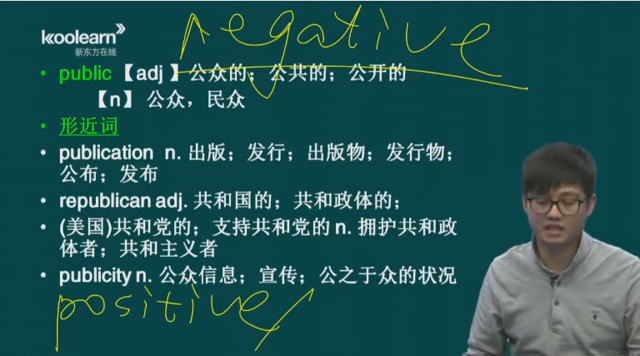 koolearn
新东方在线
negative
• public 【adj 】公众的；公共的；公开的
【n】 公众，民众
• 形近词
• publication n. 出版；发行；出版物；发行物；
公布；发布
• republican adj. 共和国的；共和政体的；
• (美国)共和党的；支持共和党的 n. 拥护共和政
体者；共和主义者
• publicity n. 公众信息；宣传；公之于众的状况
positive